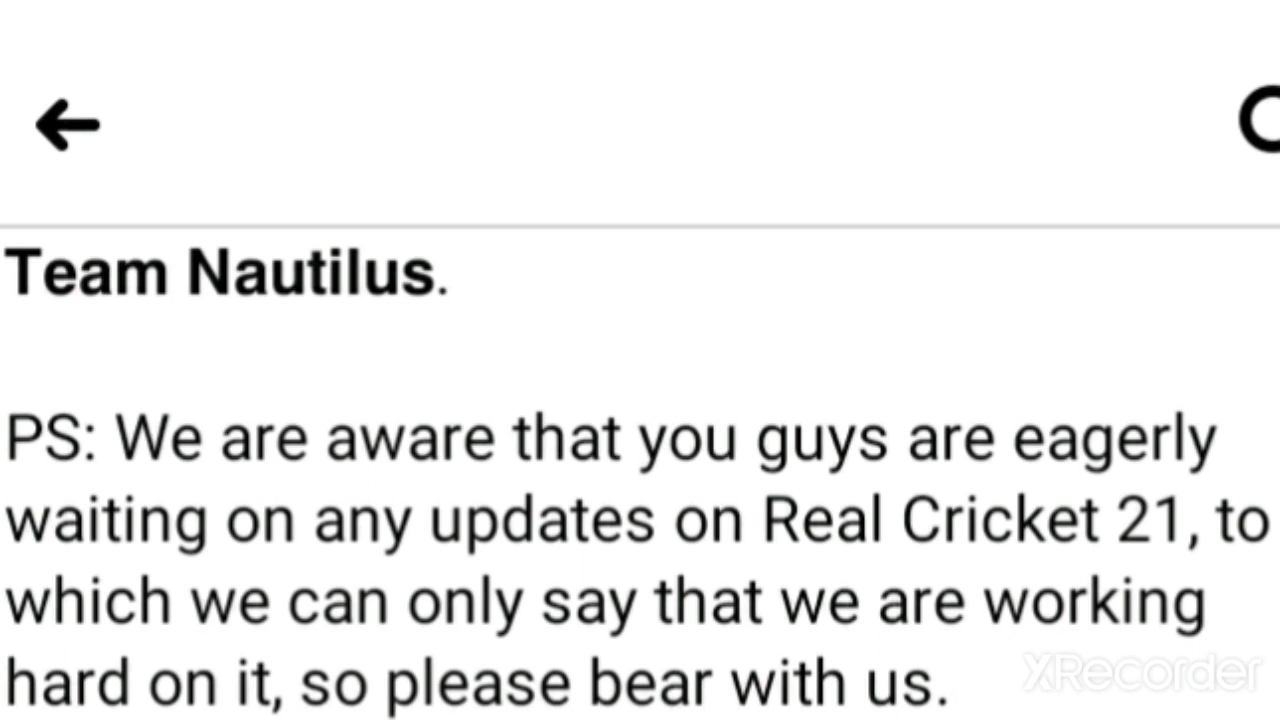 Team Nautilus.
PS: We are aware that you guys are eagerly
waiting on any updates on Real Cricket 21, to
which we can only say that we are working
hard on it, so please bear with us.
XRecorder